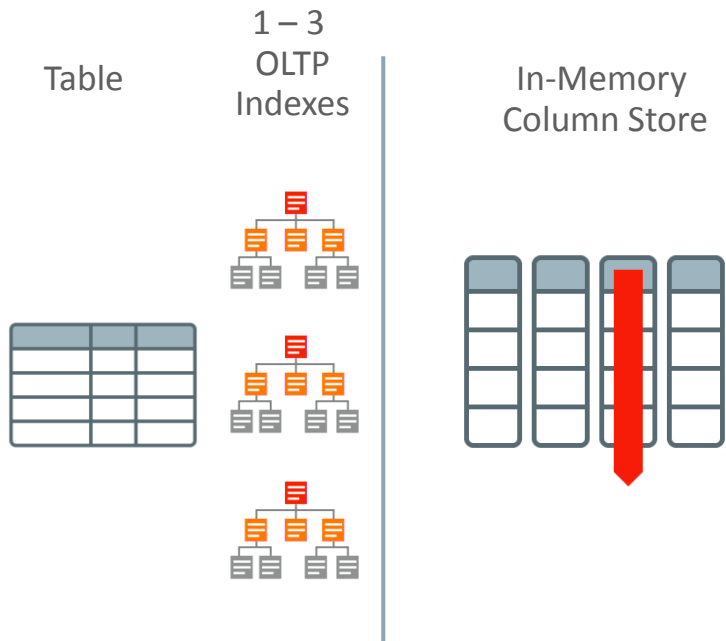 Table
1 – 3
OLTP
Indexes
In-Memory
Column Store